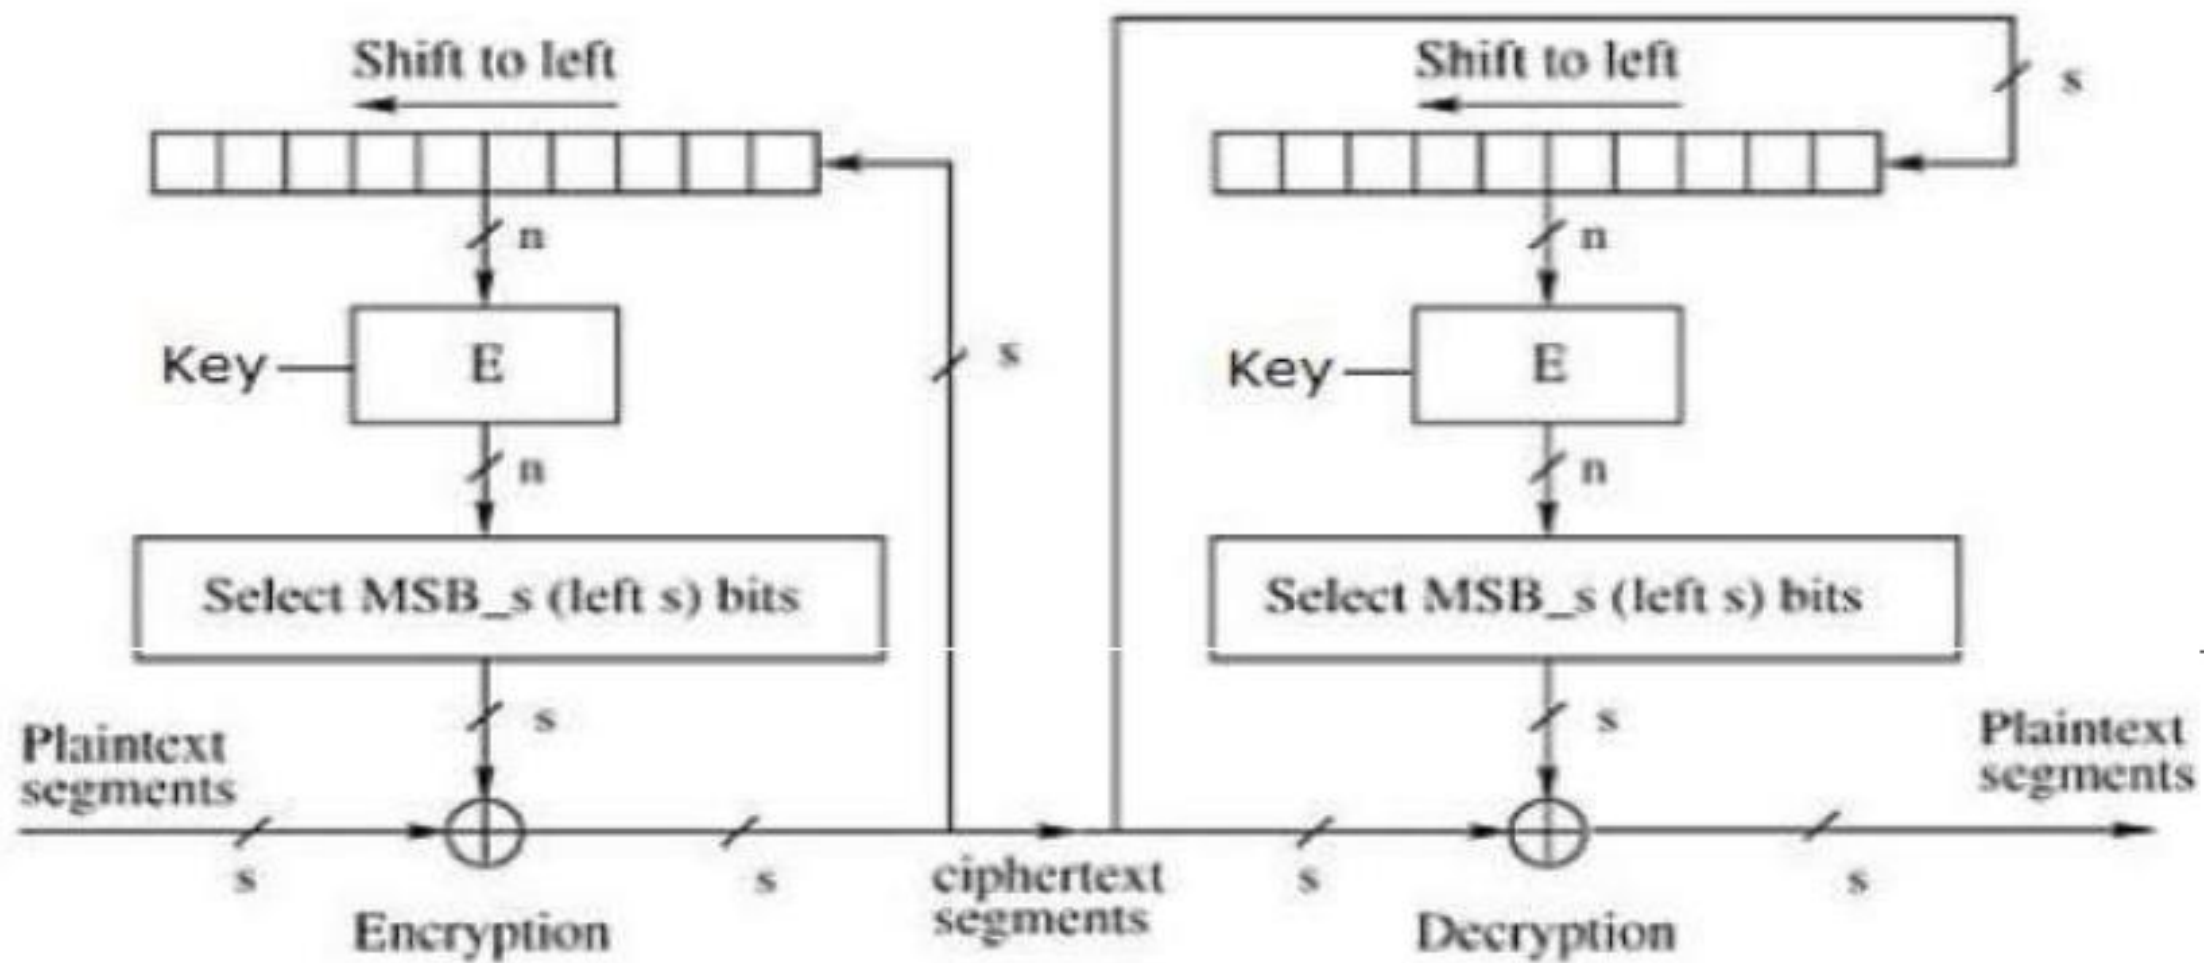 Shift to left
Shift to left
s
n
n
Key
E
s
Key
E
n
n
Select MSB_s (left s) bits
Select MSB_s (left s) bits
Plaintext
segments
s
s
Plaintext
segments
s
s
ciphertext
segments
s
s
Encryption
Decryption